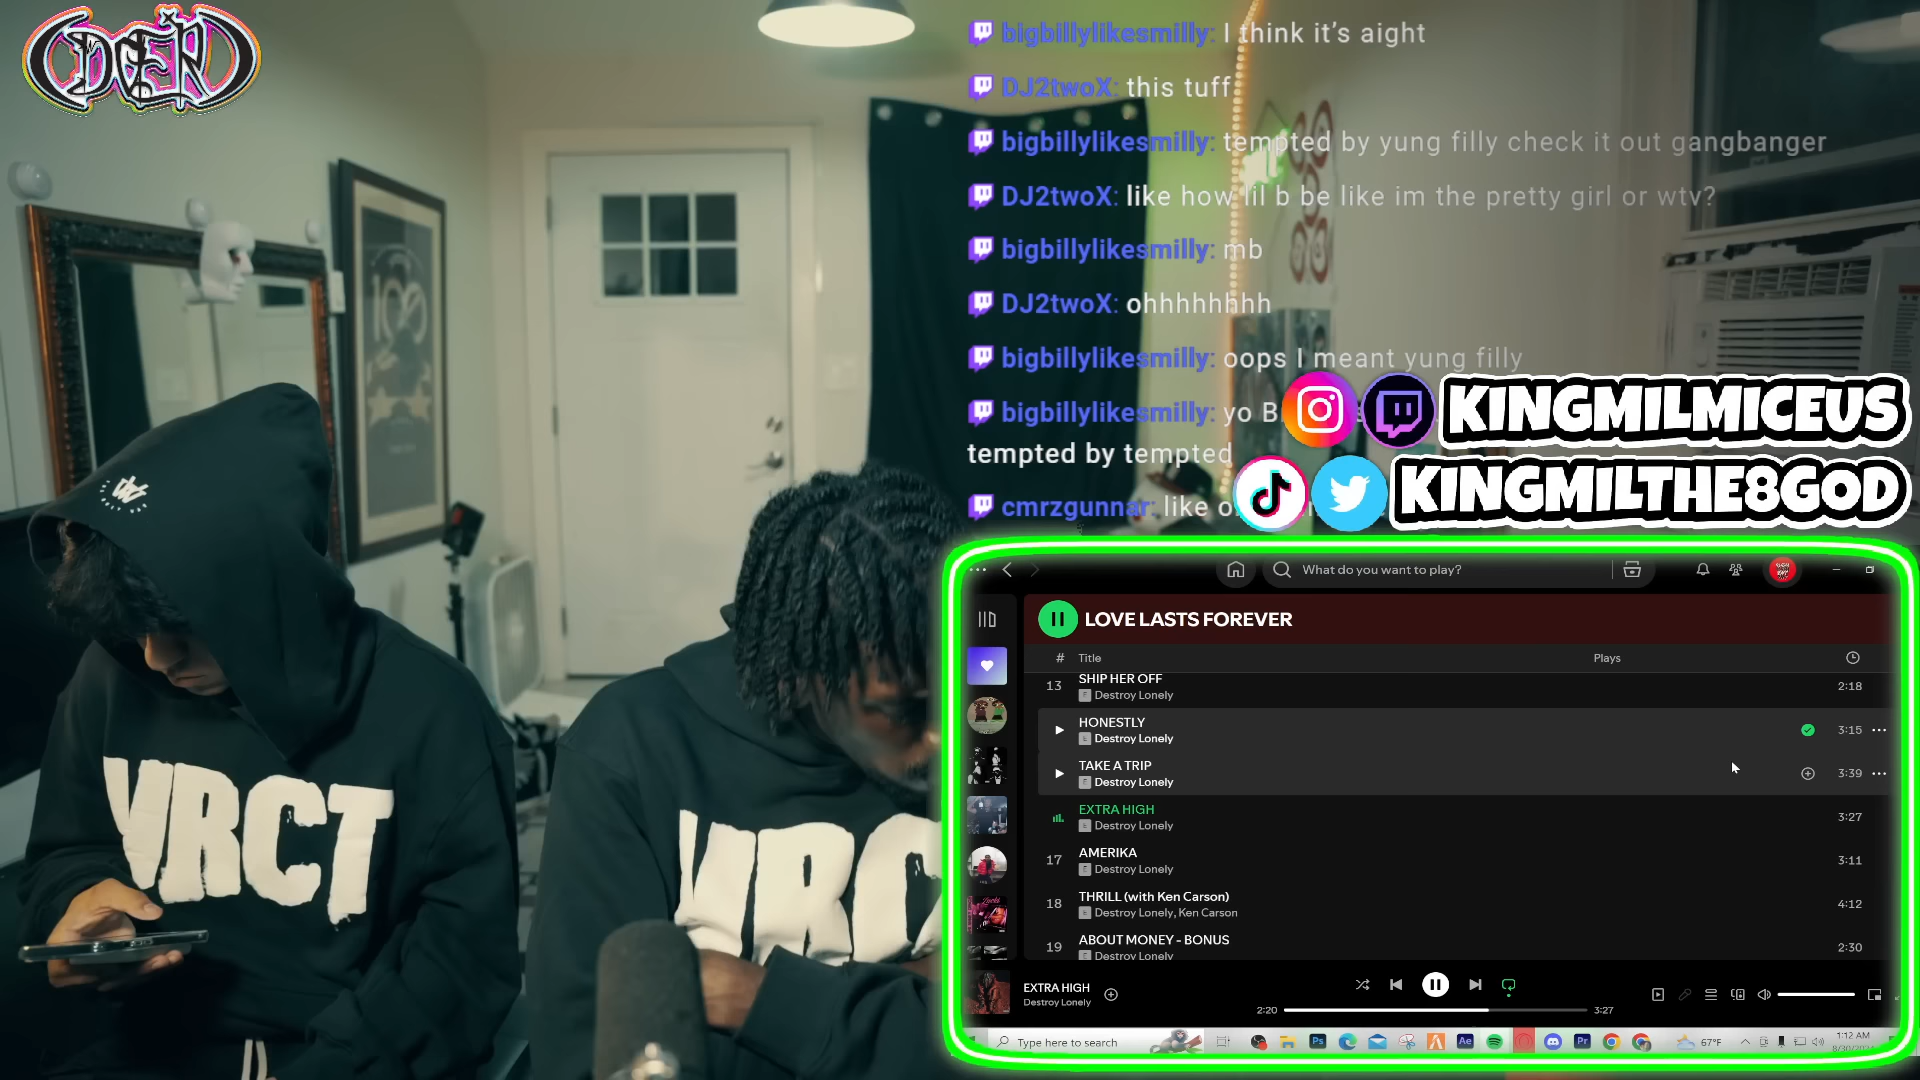 bigbillylikesmilly: I think it's aight
DJ2twoX: this tuff
bigbillylikesmilly: tempted by yung filly check it out gangbanger
DJ2twoX: like how lil b be like im the pretty girl or wtv?
bigbillylikesmilly: mb
DJ2twoX: ohhhhhhhh
bigbillylikesmilly: oops I meant yung filly
bigbillylikesmilly: yo
tempted by tempted
cmrzgunnar: like
KINGMILMICEUS
KINGMILTHE8GOD
VRCT
VRC
What do you want to play?
LOVE LASTS FOREVER
# Title Plays
13 SHIP HER OFF 2:18
E Destroy Lonely
HONESTLY 3:15
E Destroy Lonely
TAKE A TRIP 3:39
E Destroy Lonely
EXTRA HIGH 3:27
E Destroy Lonely
17 AMERIKA 3:11
E Destroy Lonely
18 THRILL (with Ken Carson) 4:12
E Destroy Lonely, Ken Carson
19 ABOUT MONEY - BONUS 2:30
E Destroy Lonely
EXTRA HIGH
Destroy Lonely
2:20 3:27
Type here to search
Ps
Ae
Pr
67°F
1:12 AM